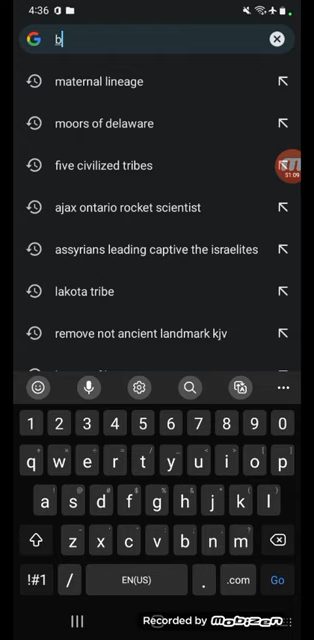 4:36
b
maternal lineage
moors of delaware
five civilized tribes
51:09
ajax ontario rocket scientist
assyrians leading captive the israelites
lakota tribe
remove not ancient landmark kjv
1 2 3 4 5 6 7 8 9 0
q w e r t y u i o p
a s d f g h j k l
z x c v b n m
!#1 / EN(US) . .com Go
Recorded by MOBIZEN